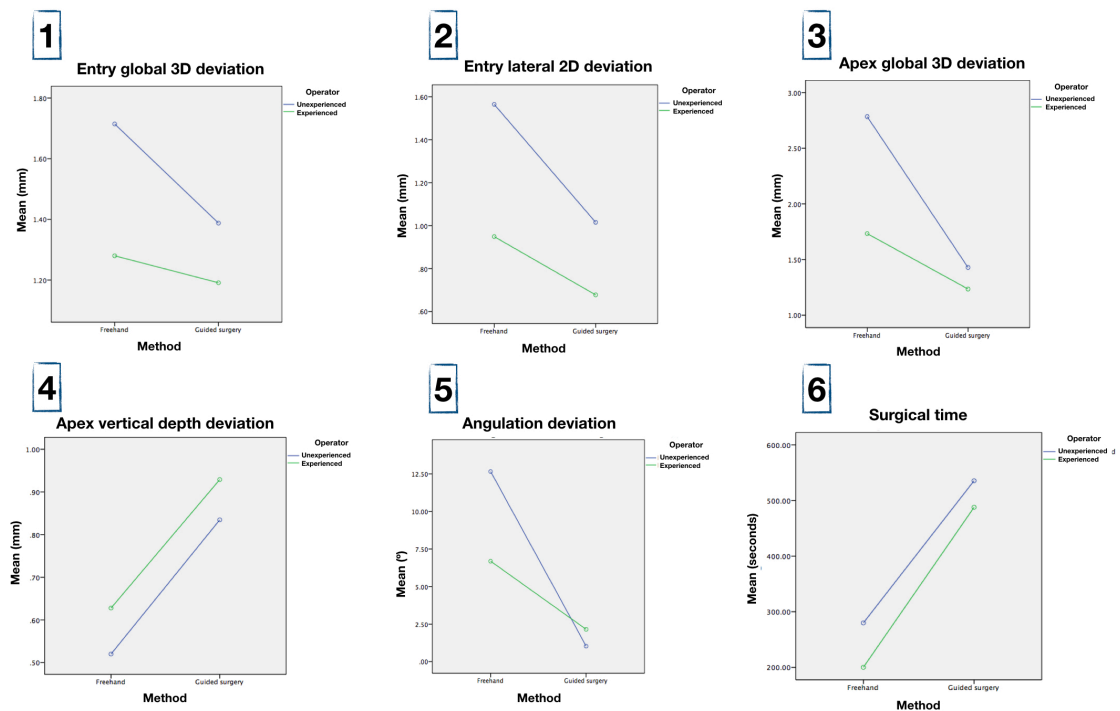 1
Entry global 3D deviation
Operator
Unexperienced
Experienced
1.80
1.60
1.40
1.20
Mean (mm)
Freehand
Guided surgery
Method
2
Entry lateral 2D deviation
Operator
Unexperienced
Experienced
1.60
1.40
1.20
1.00
.80
.60
Mean (mm)
Freehand
Guided surgery
Method
3
Apex global 3D deviation
Operator
Unexperienced
Experienced
3.00
2.50
2.00
1.50
1.00
Mean (mm)
Freehand
Guided surgery
Method
4
Apex vertical depth deviation
Operator
Unexperienced
Experienced
1.00
.90
.80
.70
.60
.50
Mean (mm)
Freehand
Guided surgery
Method
5
Angulation deviation
Operator
Unexperienced
Experienced
12.50
10.00
7.50
5.00
2.50
.00
Mean (º)
Freehand
Guided surgery
Method
6
Surgical time
Operator
Unexperienced d
Experienced
600.00
500.00
400.00
300.00
200.00
Mean (seconds)
Freehand
Guided surgery
Method